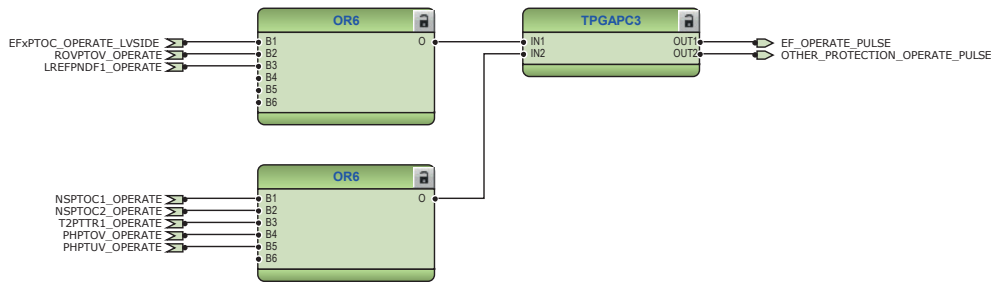 OR6
EFxPTOC_OPERATE_LVSIDE B1 O
ROVPTOV_OPERATE B2
LREFPNDF1_OPERATE B3
B4
B5
B6
TPGAPC3
IN1 OUT1 EF_OPERATE_PULSE
IN2 OUT2 OTHER_PROTECTION_OPERATE_PULSE
OR6
NSPTOC1_OPERATE B1 O
NSPTOC2_OPERATE B2
T2PTTR1_OPERATE B3
PHPTOV_OPERATE B4
PHPTUV_OPERATE B5
B6